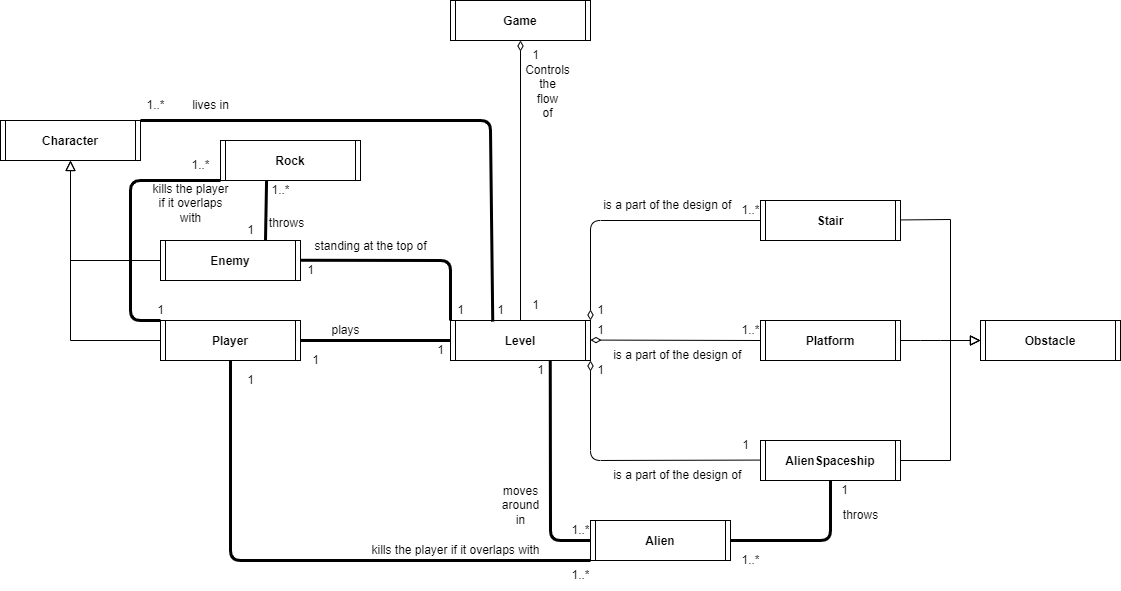 Game
1
Controls
the
flow
of
1..*
lives in
Character
Rock
1..*
kills the player
if it overlaps
with
1..*
throws
1
Enemy
standing at the top of
1
is a part of the design of
1..*
Stair
1
1
1
1
1
Player
plays
1
1
Level
1
is a part of the design of
1..*
Platform
Obstacle
1
1
1
is a part of the design of
1
AlienSpaceship
1
throws
moves
around
in
1..*
Alien
kills the player if it overlaps with
1..*
1..*